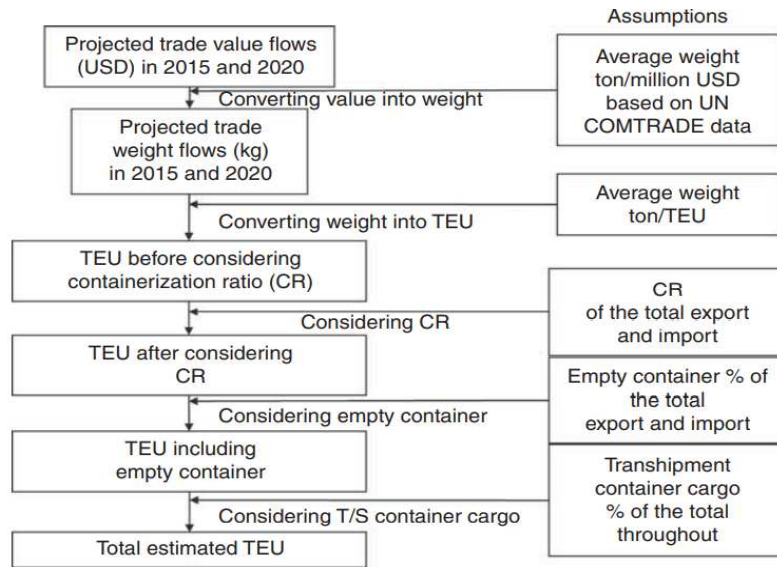 Assumptions
Projected trade value flows
(USD) in 2015 and 2020
Average weight
ton/million USD
based on UN
COMTRADE data
Converting value into weight
Projected trade
weight flows (kg)
in 2015 and 2020
Average weight
ton/TEU
Converting weight into TEU
TEU before considering
containerization ratio (CR)
CR
of the total export
and import
Considering CR
TEU after considering
CR
Empty container % of
the total
export and import
Considering empty container
TEU including
empty container
Transhipment
container cargo
% of the total
throughout
Considering T/S container cargo
Total estimated TEU